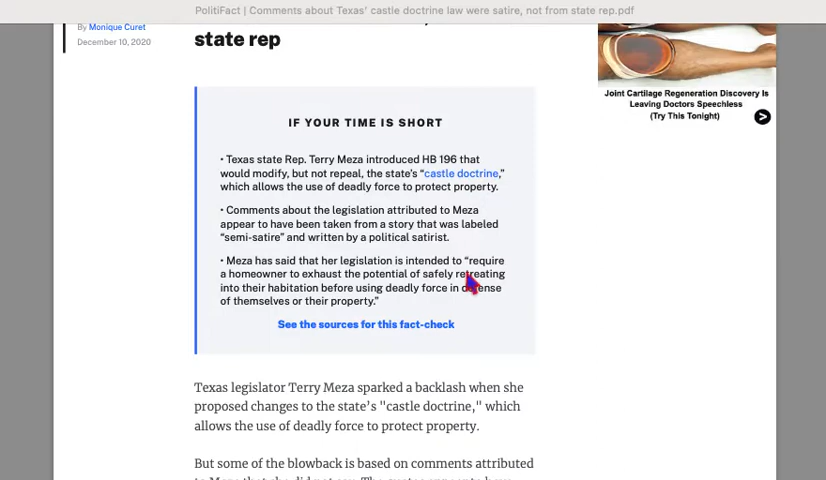 PolitiFact | Comments about Texas' castle doctrine law were satire, not from state rep.pdf
By Monique Curet
December 10, 2020
state rep
IF YOUR TIME IS SHORT
• Texas state Rep. Terry Meza introduced HB 196 that
would modify, but not repeal, the state's “castle doctrine,”
which allows the use of deadly force to protect property.
• Comments about the legislation attributed to Meza
appear to have been taken from a story that was labeled
“semi-satire” and written by a political satirist.
• Meza has said that her legislation is intended to “require
a homeowner to exhaust the potential of safely retreating
into their habitation before using deadly force in defense
of themselves or their property.”
See the sources for this fact-check
Texas legislator Terry Meza sparked a backlash when she
proposed changes to the state's "castle doctrine," which
allows the use of deadly force to protect property.
But some of the blowback is based on comments attributed
Joint Cartilage Regeneration Discovery Is
Leaving Doctors Speechless
(Try This Tonight)